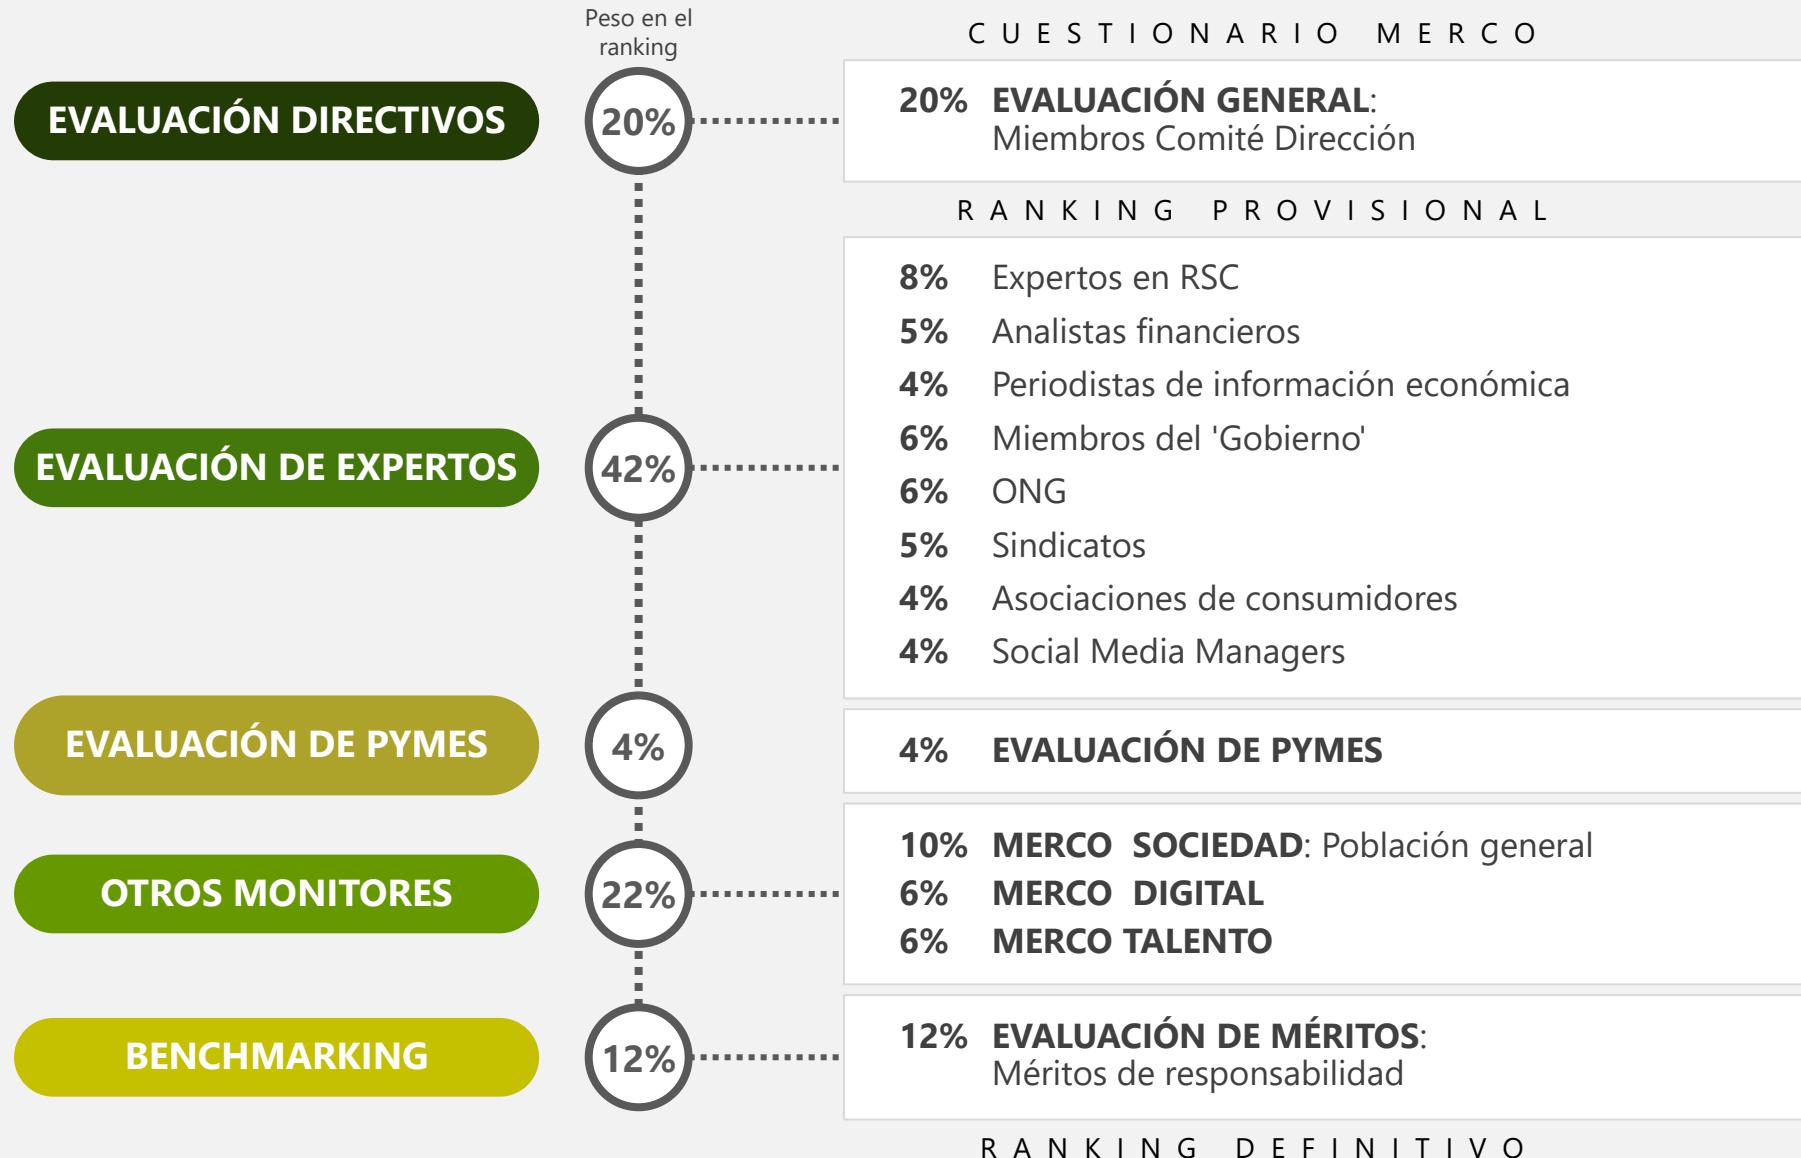 Peso en el
ranking
CUESTIONARIO MERCO
EVALUACIÓN DIRECTIVOS
20%
20% EVALUACIÓN GENERAL:
Miembros Comité Dirección
RANKING PROVISIONAL
EVALUACIÓN DE EXPERTOS
42%
8% Expertos en RSC
5% Analistas financieros
4% Periodistas de información económica
6% Miembros del 'Gobierno'
6% ONG
5% Sindicatos
4% Asociaciones de consumidores
4% Social Media Managers
EVALUACIÓN DE PYMES
4%
4% EVALUACIÓN DE PYMES
OTROS MONITORES
22%
10% MERCO SOCIEDAD: Población general
6% MERCO DIGITAL
6% MERCO TALENTO
BENCHMARKING
12%
12% EVALUACIÓN DE MÉRITOS:
Méritos de responsabilidad
RANKING DEFINITIVO